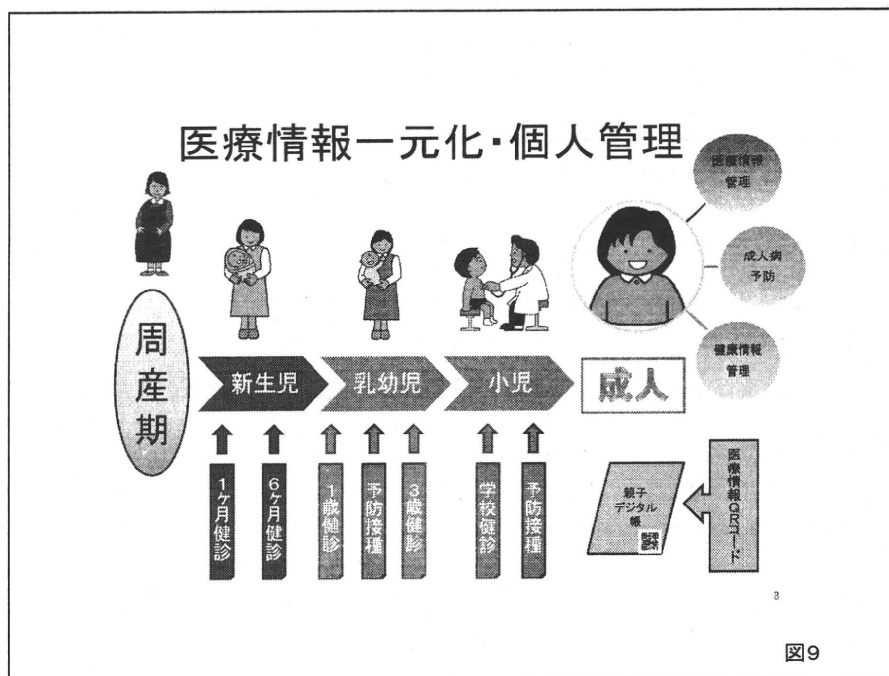 医療情報一元化・個人管理
医療情報
管理
成人病
予防
健康情報
管理
周産期
新生児
乳幼児
小児
成人
1ヶ月健診
6ヶ月健診
1歳健診
予防接種
3歳健診
学校健診
予防接種
親子
デジタル
帳
医療情報QRコード
8
図9